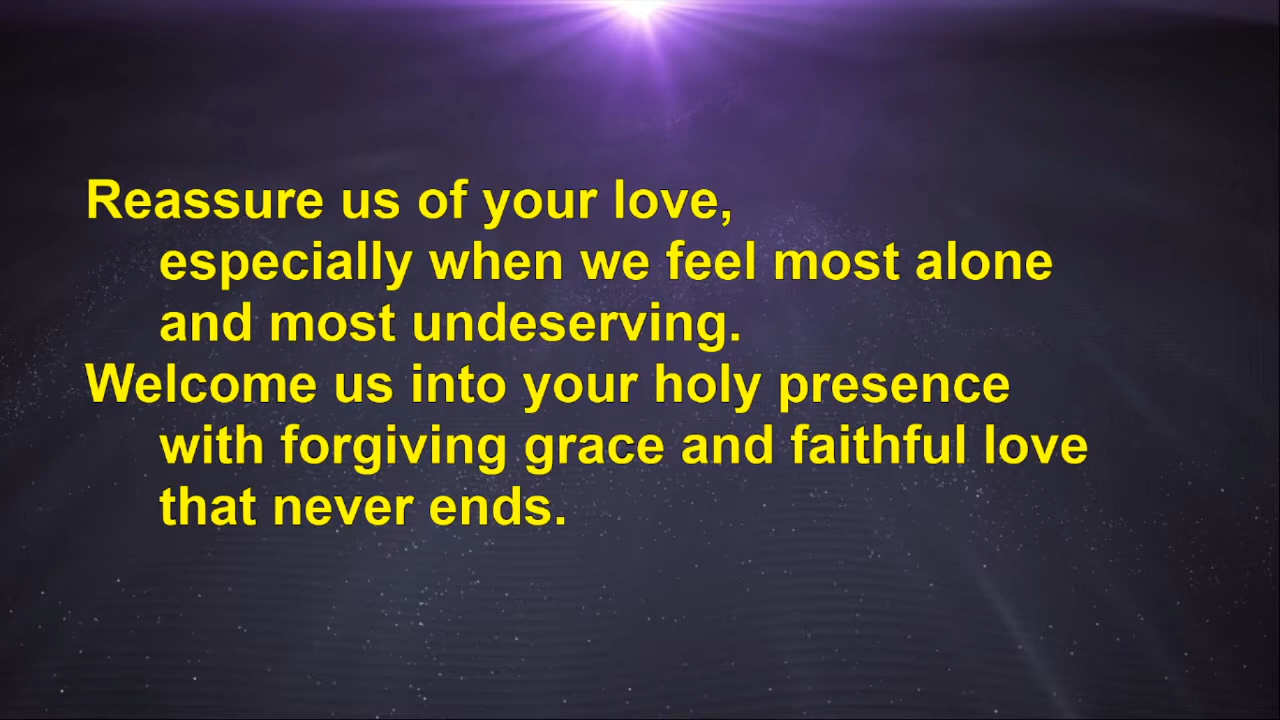 Reassure us of your love,
especially when we feel most alone
and most undeserving.
Welcome us into your holy presence
with forgiving grace and faithful love
that never ends.